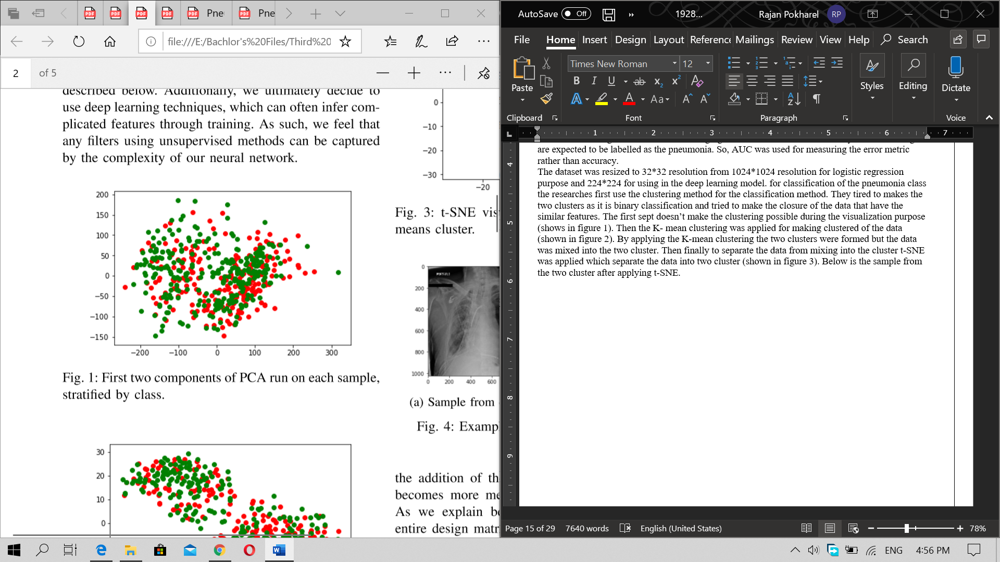 Pne
Pne
file:///E:/Bachlor's%20Files/Third%20
2 of 5
described below. Additionally, we ultimately decide to
use deep learning techniques, which can often infer com-
plicated features through training. As such, we feel that
any filters using unsupervised methods can be captured
by the complexity of our neural network.
200
150
100
50
0
−50
−100
−150
−200 −100 0 100 200 300
Fig. 1: First two components of PCA run on each sample,
stratified by class.
30
20
10
0
0
−10
−20
−30
−20
Fig. 3: t-SNE vis
means cluster.
0
200
400
600
800
1000
PORTABLE
0 200 400 600
(a) Sample from
Fig. 4: Examp
the addition of th
becomes more me
As we explain be
entire design matr
AutoSave Off 1928... Rajan Pokharel RP
File Home Insert Design Layout Referenc Mailings Review View Help Search
Paste
Clipboard
Times New Roman 12
B I U ab x2 x2 A
A A Aa A A
Font
Paragraph
Styles
Editing
Dictate
Voice
L 1 2 3 4 5 6 7
4
5
6
7
8
9
are expected to be labelled as the pneumonia. So, AUC was used for measuring the error metric
rather than accuracy.
The dataset was resized to 32*32 resolution from 1024*1024 resolution for logistic regression
purpose and 224*224 for using in the deep learning model. for classification of the pneumonia class
the researches first use the clustering method for the classification method. They tired to makes the
two clusters as it is binary classification and tried to make the closure of the data that have the
similar features. The first sept doesn’t make the clustering possible during the visualization purpose
(shows in figure 1). Then the K- mean clustering was applied for making clustered of the data
(shown in figure 2). By applying the K-mean clustering the two clusters were formed but the data
was mixed into the two cluster. Then finally to separate the data from mixing into the cluster t-SNE
was applied which separate the data into two cluster (shown in figure 3). Below is the sample from
the two cluster after applying t-SNE.
Page 15 of 29 7640 words English (United States) 78%
ENG 4:56 PM